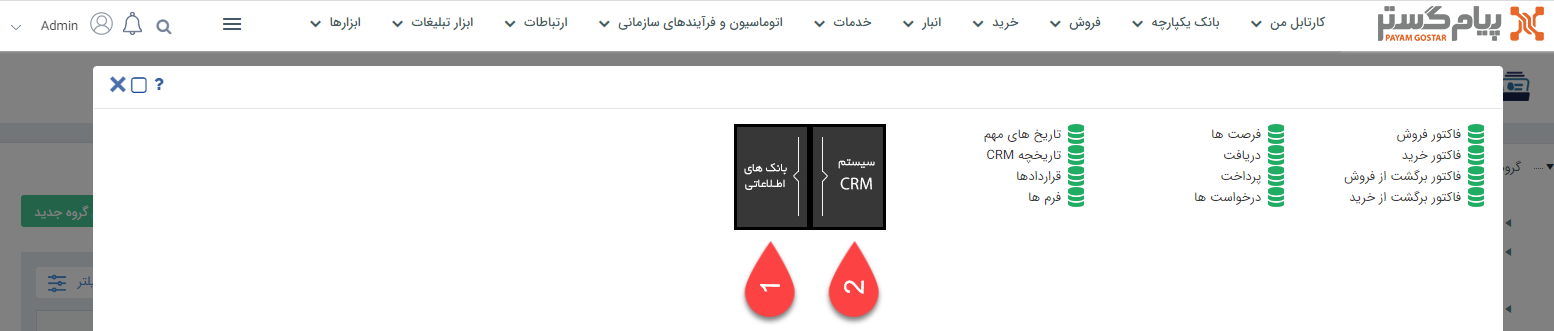 پیام گستر
PAYAM GOSTAR
کارتابل من
بانک یکپارچه
فروش
خرید
انبار
خدمات
اتوماسیون و فرآیندهای سازمانی
ارتباطات
ابزار تبلیغات
ابزارها
Admin
?
فاکتور فروش
فاکتور خرید
فاکتور برگشت از فروش
فاکتور برگشت از خرید
فرصت ها
دریافت
پرداخت
درخواست ها
تاریخ های مهم
تاریخچه CRM
قراردادها
فرم ها
سیستم
CRM
بانک های
اطلاعاتی
2
1
گروه جدید